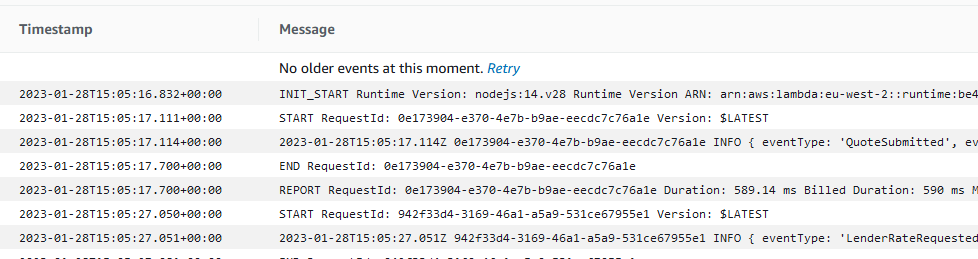 Timestamp Message
No older events at this moment. Retry
2023-01-28T15:05:16.832+00:00 INIT_START Runtime Version: nodejs:14.v28 Runtime Version ARN: arn:aws:lambda:eu-west-2::runtime:be4
2023-01-28T15:05:17.111+00:00 START RequestId: 0e173904-e370-4e7b-b9ae-eecdc7c76a1e Version: $LATEST
2023-01-28T15:05:17.114+00:00 2023-01-28T15:05:17.114Z 0e173904-e370-4e7b-b9ae-eecdc7c76a1e INFO { eventType: 'QuoteSubmitted', ev
2023-01-28T15:05:17.700+00:00 END RequestId: 0e173904-e370-4e7b-b9ae-eecdc7c76a1e
2023-01-28T15:05:17.700+00:00 REPORT RequestId: 0e173904-e370-4e7b-b9ae-eecdc7c76a1e Duration: 589.14 ms Billed Duration: 590 ms M
2023-01-28T15:05:27.050+00:00 START RequestId: 942f33d4-3169-46a1-a5a9-531ce67955e1 Version: $LATEST
2023-01-28T15:05:27.051+00:00 2023-01-28T15:05:27.051Z 942f33d4-3169-46a1-a5a9-531ce67955e1 INFO { eventType: 'LenderRateRequested